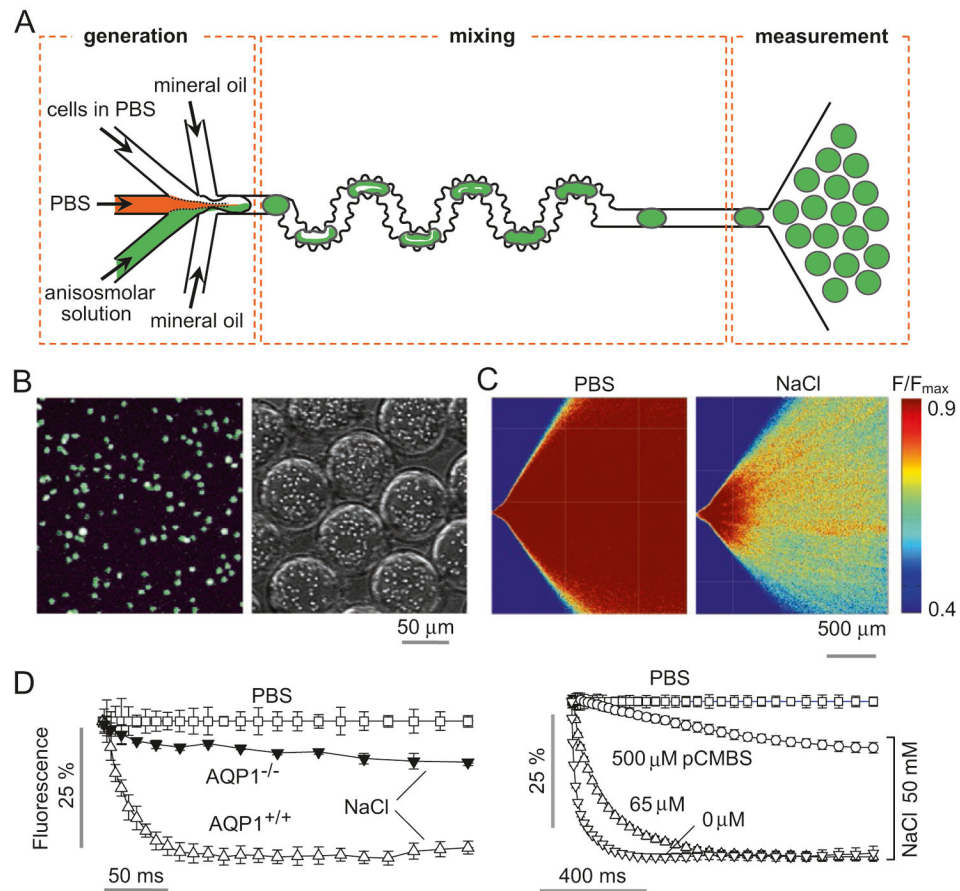 A
generation
mixing
measurement
mineral oil
cells in PBS
PBS
anisosmolar
solution
mineral oil
B
50 μm
C
PBS
NaCl
F/Fmax
0.9
0.4
500 μm
D
Fluorescence
25 %
PBS
AQP1-/-
NaCl
AQP1+/+
50 ms
PBS
25 %
500 μM pCMBS
65 μM
0 μM
NaCl 50 mM
400 ms